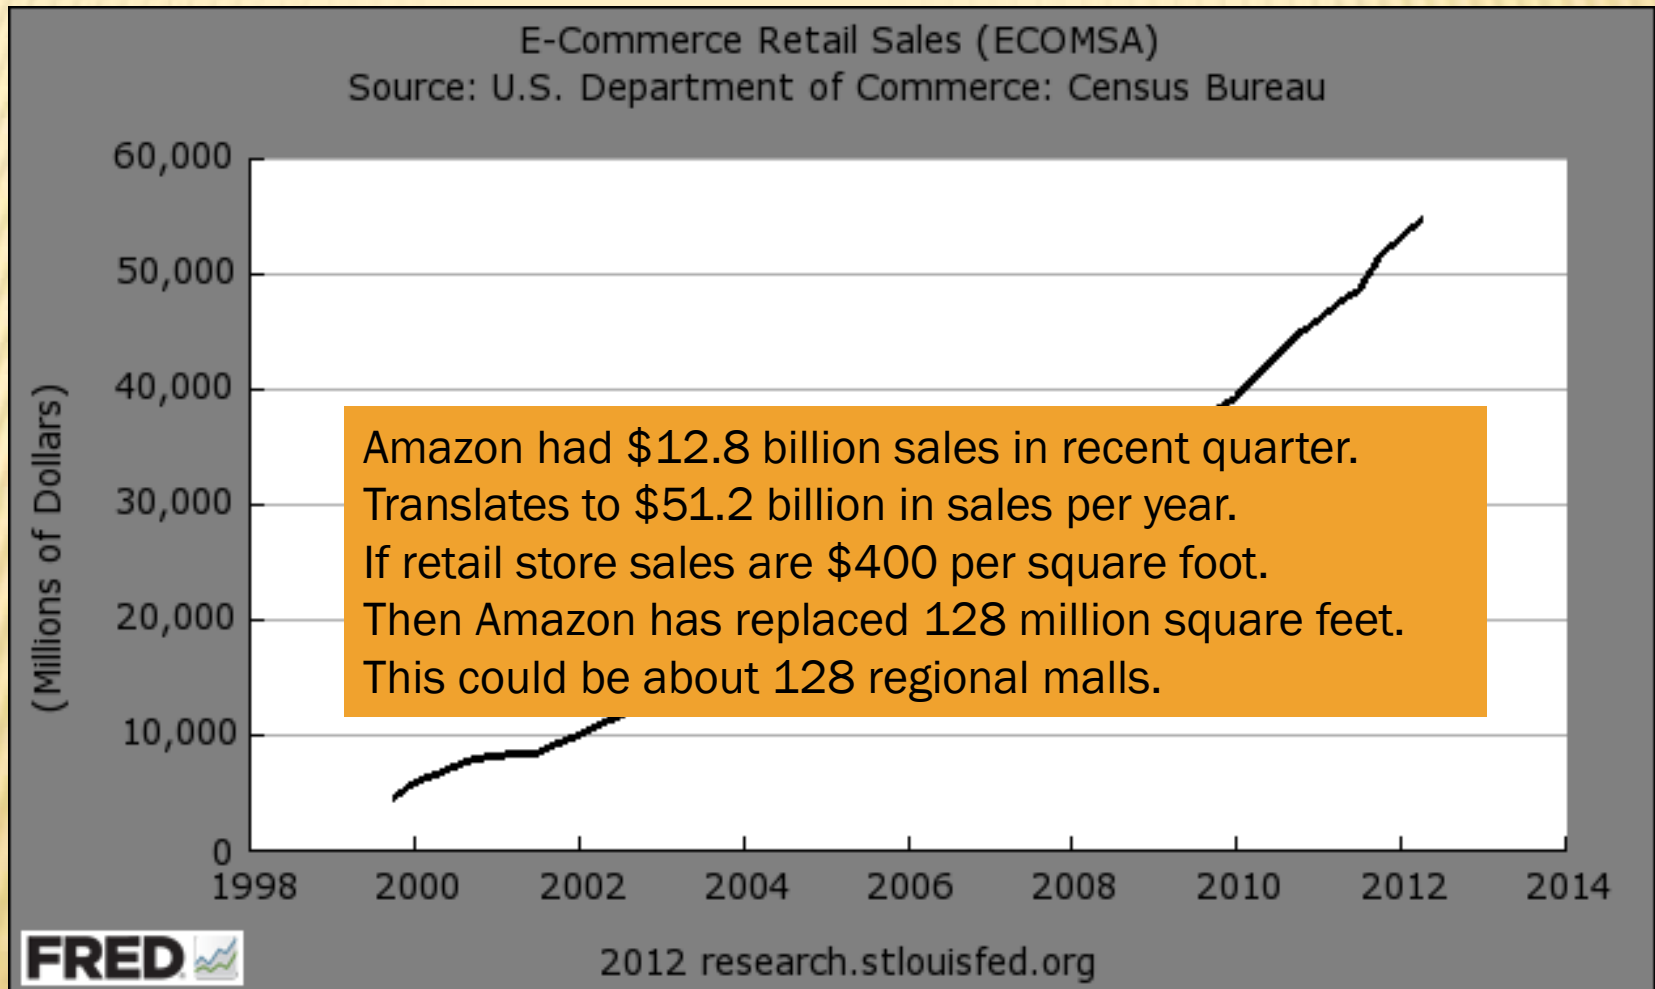 E-Commerce Retail Sales (ECOMSA)
Source: U.S. Department of Commerce: Census Bureau
60,000
50,000
40,000
30,000
20,000
10,000
0
(Millions of Dollars)
Amazon had $12.8 billion sales in recent quarter.
Translates to $51.2 billion in sales per year.
If retail store sales are $400 per square foot.
Then Amazon has replaced 128 million square feet.
This could be about 128 regional malls.
1998 2000 2002 2004 2006 2008 2010 2012 2014
FRED
2012 research.stlouisfed.org